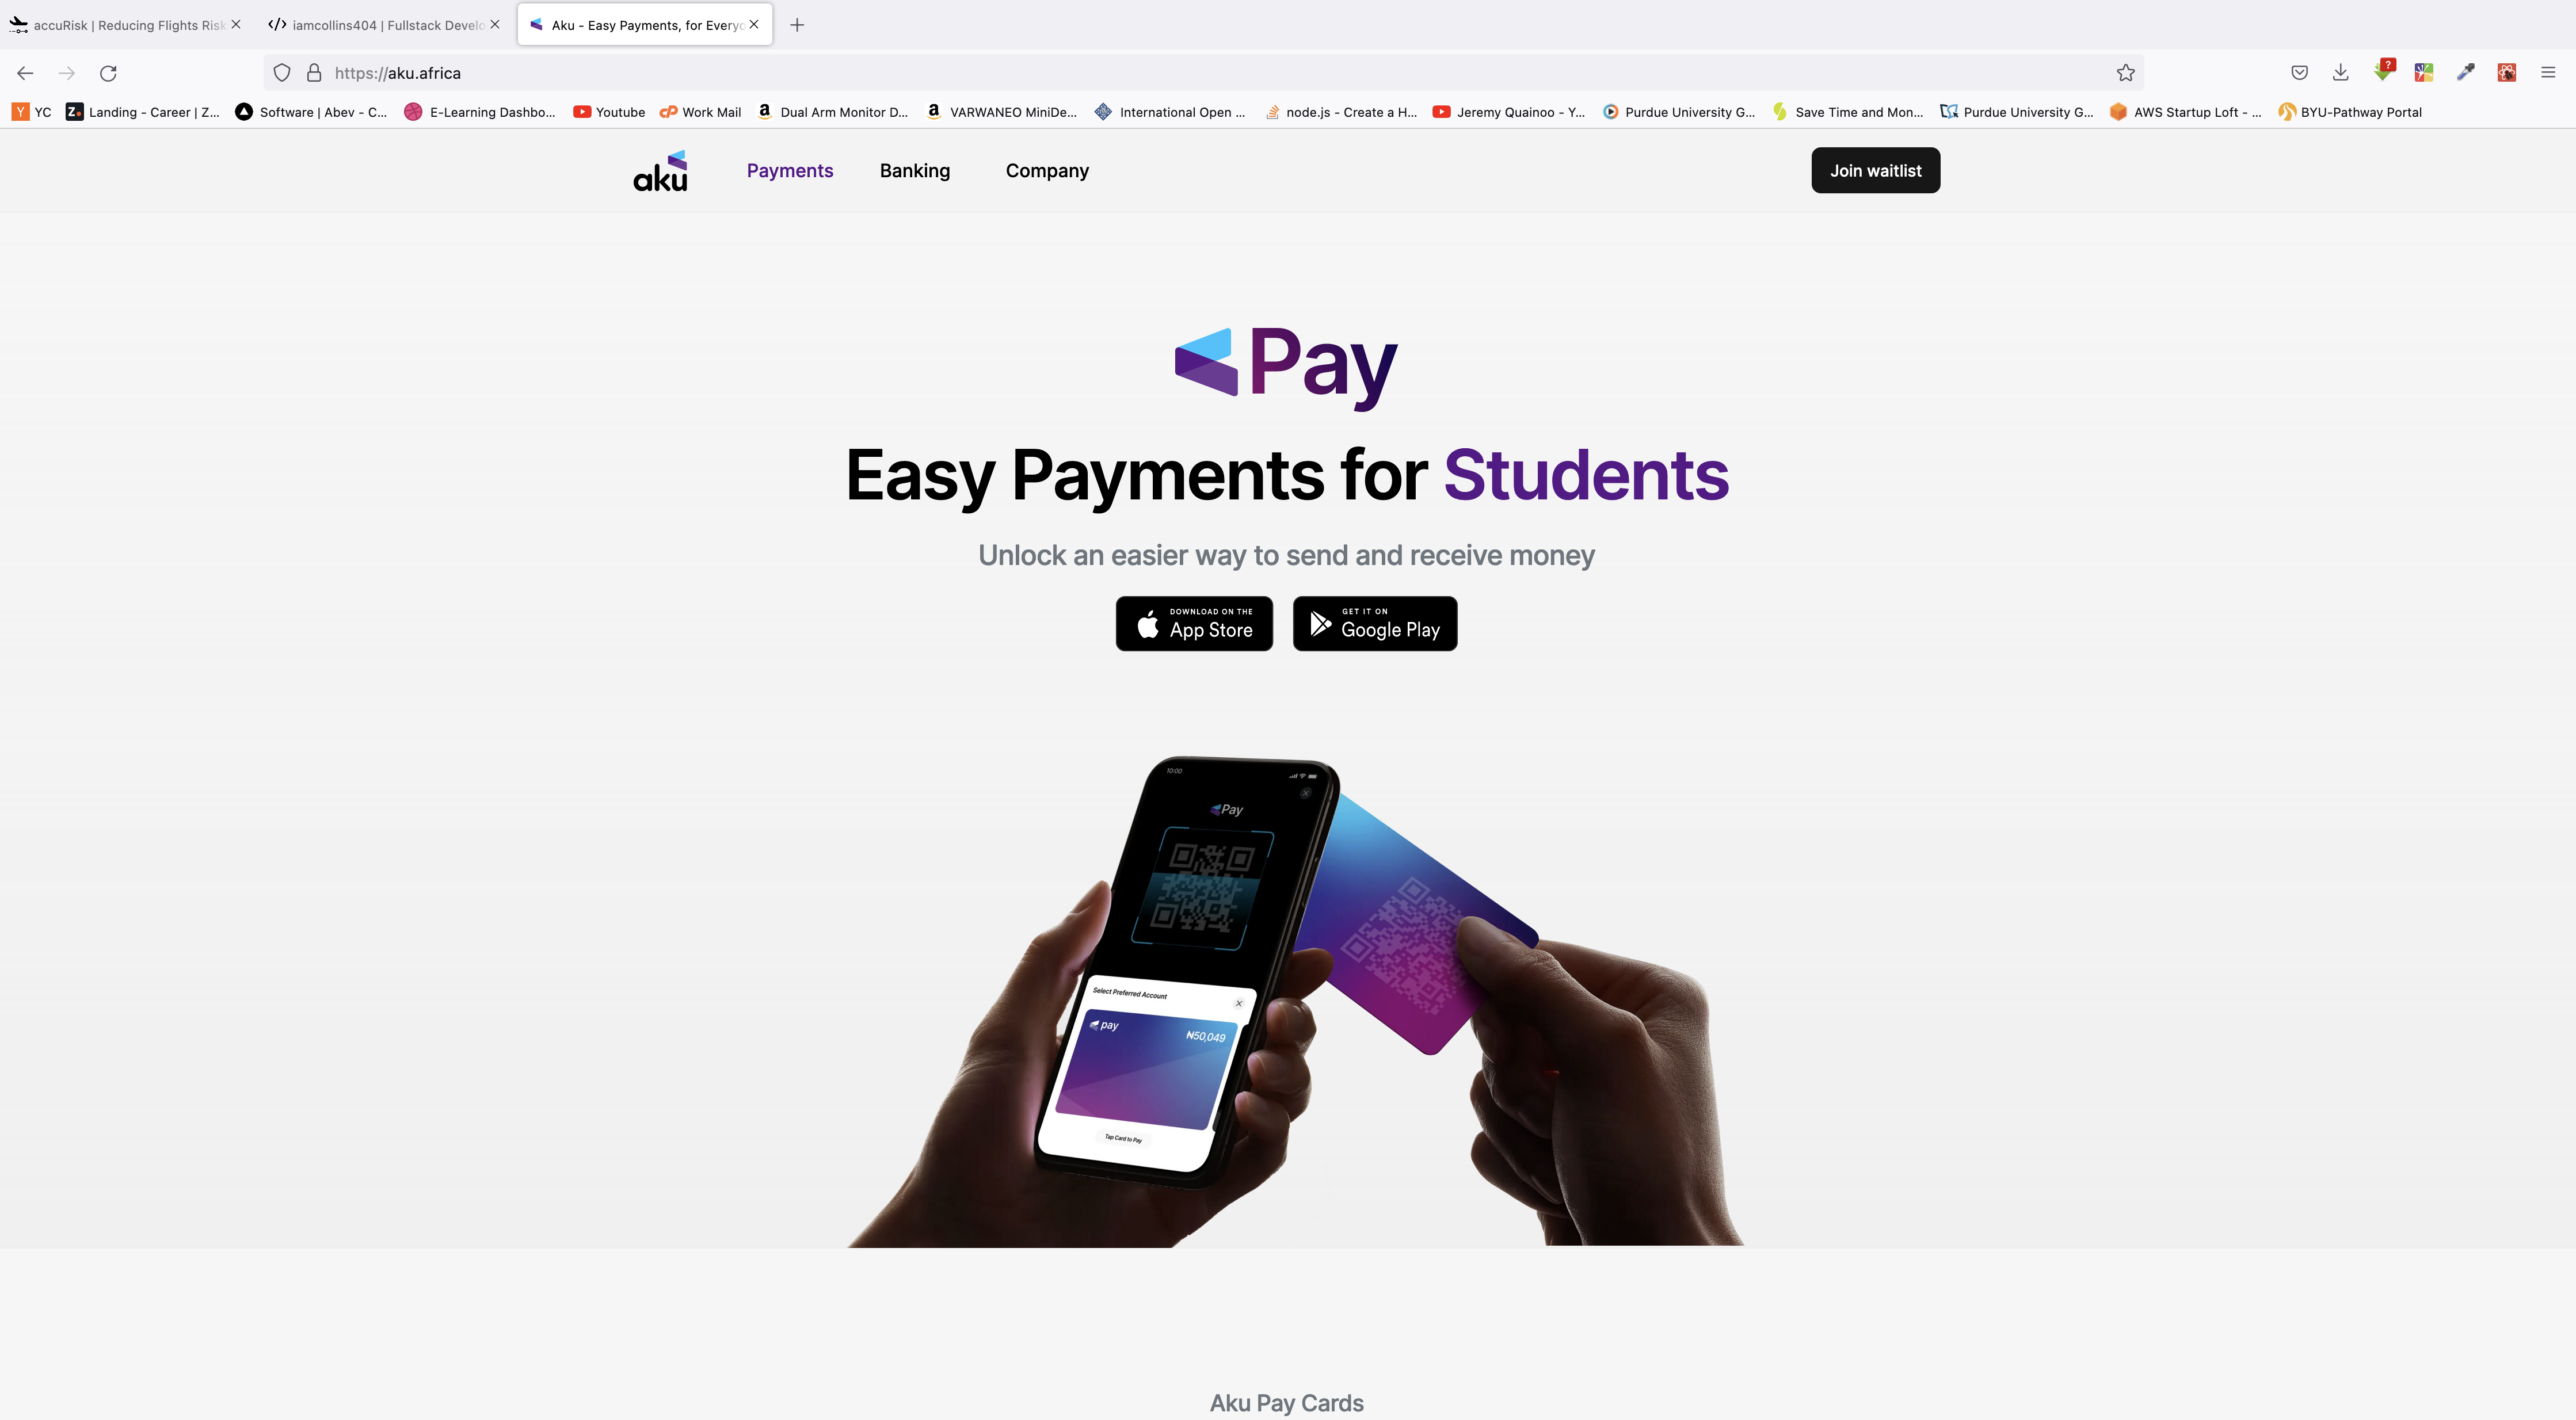 accuRisk | Reducing Flights Risk
iamcollins404 | Fullstack Develo
Aku - Easy Payments, for Everyo
https://aku.africa
YC
Landing - Career | Z...
Software | Abev - C...
E-Learning Dashbo...
Youtube
Work Mail
Dual Arm Monitor D...
VARWANEO MiniDe...
International Open ...
node.js - Create a H...
Jeremy Quainoo - Y...
Purdue University G...
Save Time and Mon...
Purdue University G...
AWS Startup Loft - ...
BYU-Pathway Portal
aku
Payments
Banking
Company
Join waitlist
Pay
Easy Payments for Students
Unlock an easier way to send and receive money
DOWNLOAD ON THE
App Store
GET IT ON
Google Play
10:00
Pay
Select Preferred Account
pay
₦50,049
Tap Card to Pay
Aku Pay Cards